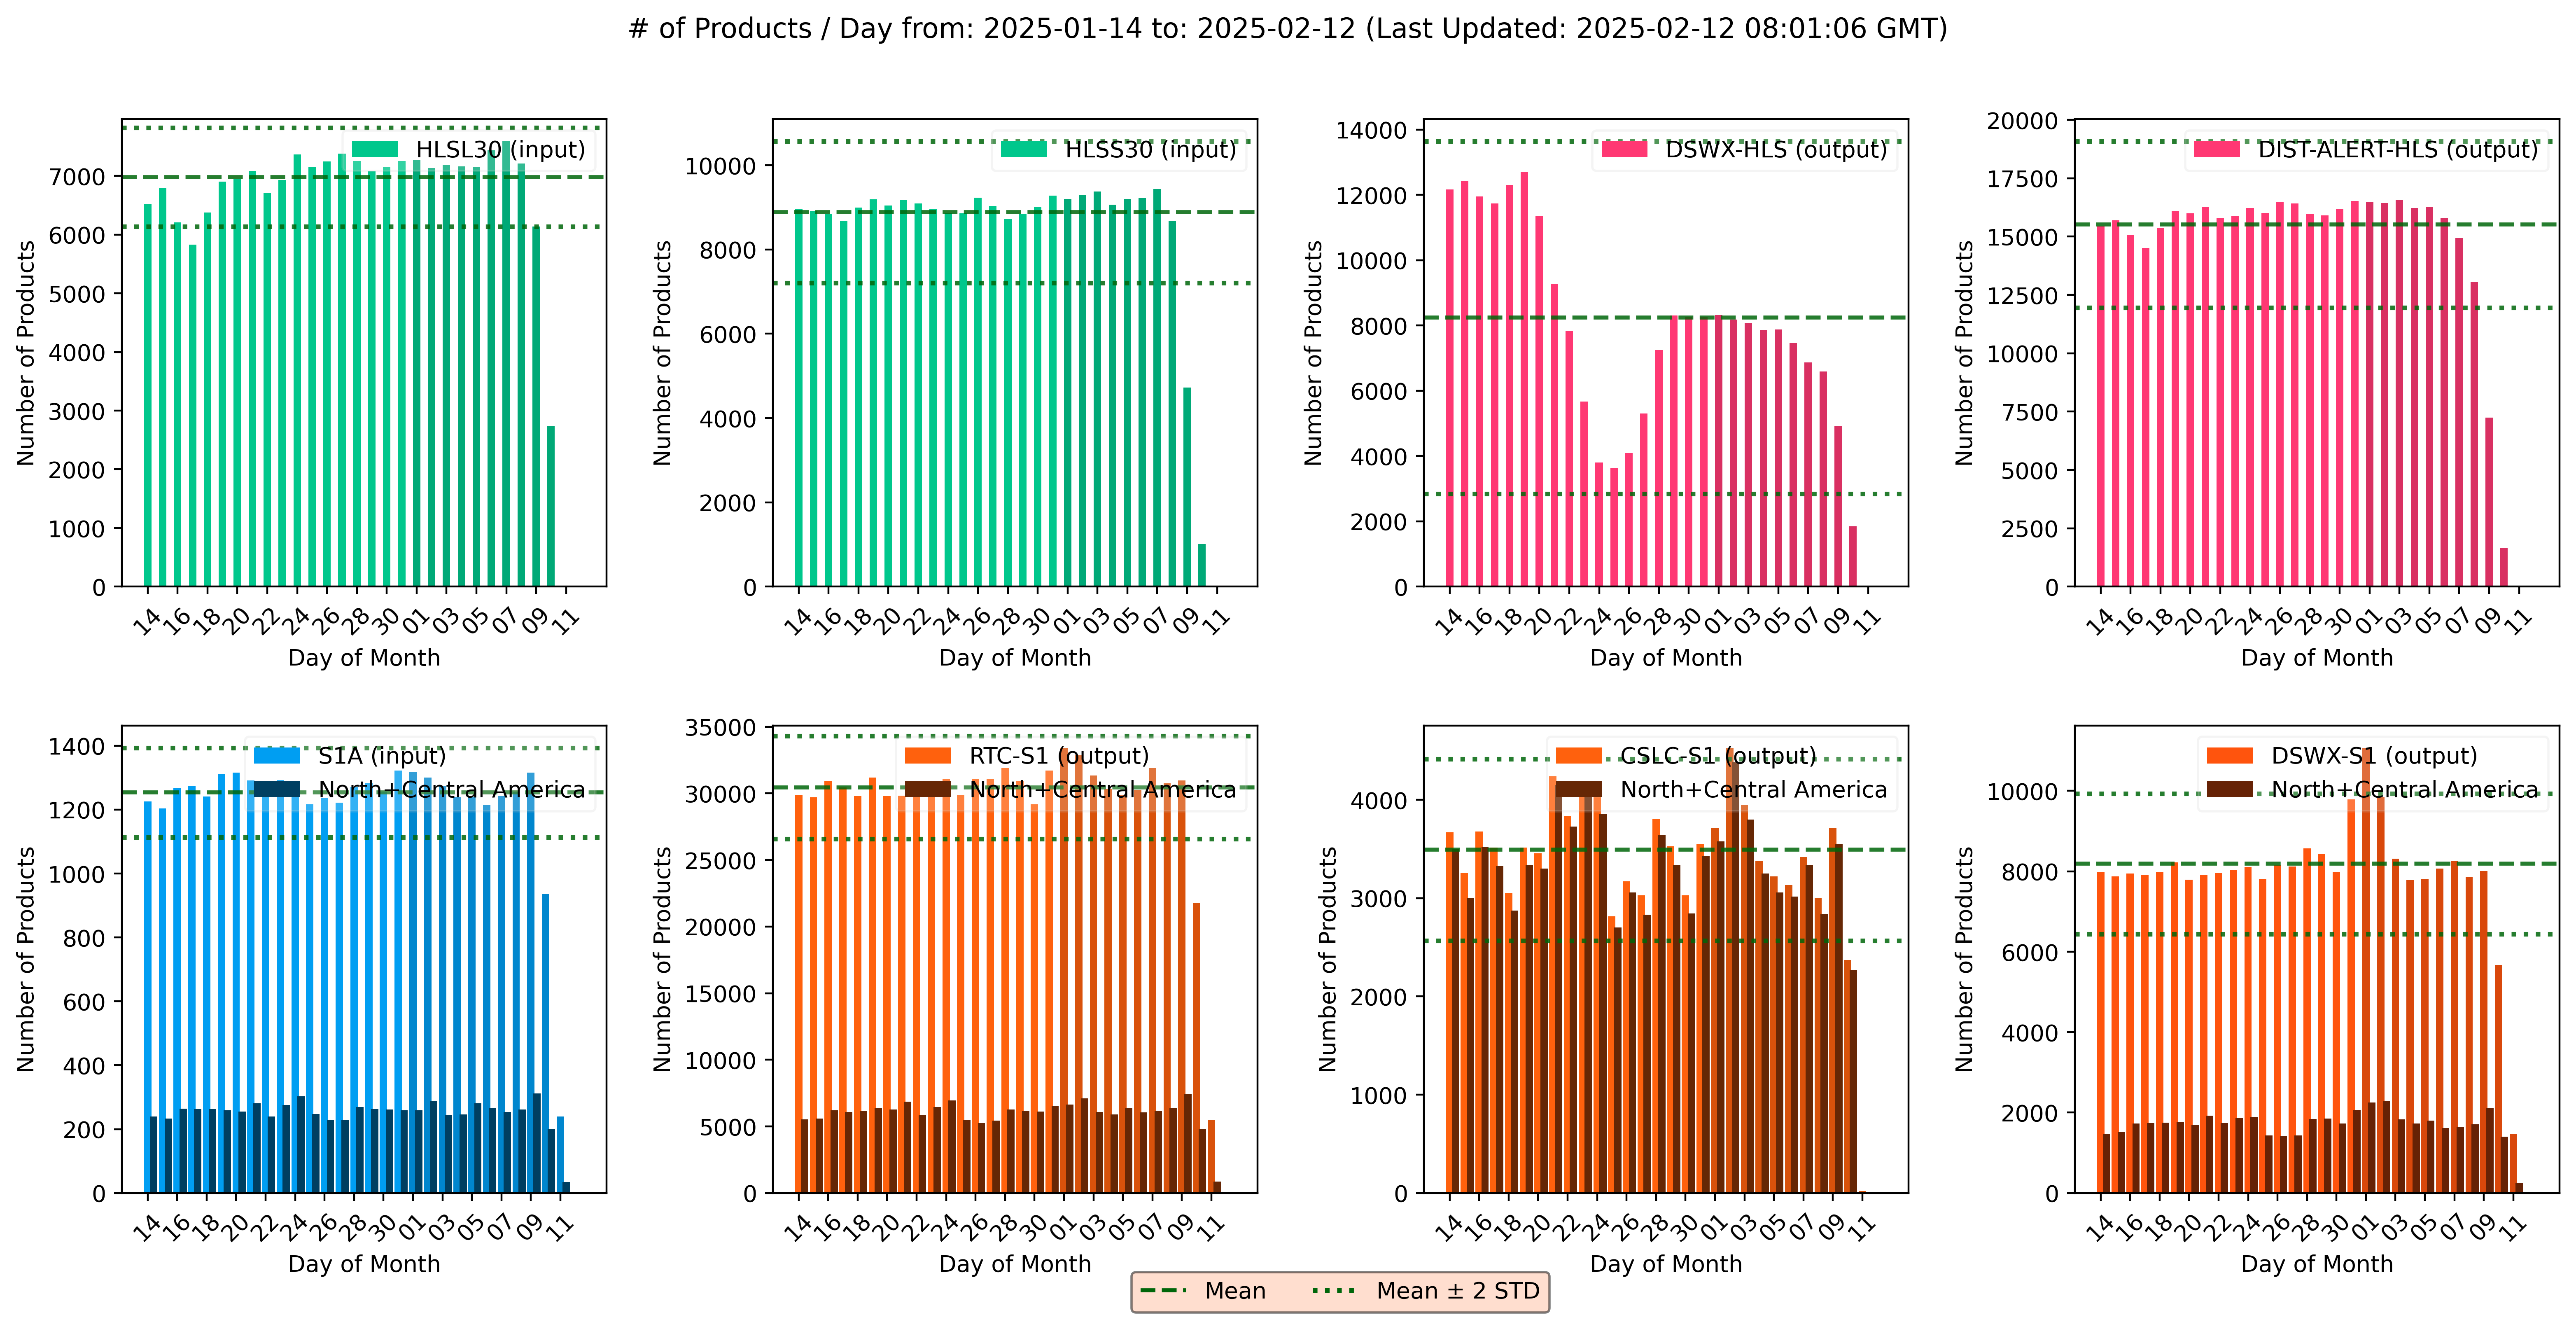 # of Products / Day from: 2025-01-14 to: 2025-02-12 (Last Updated: 2025-02-12 08:01:06 GMT)
Number of Products
7000
6000
5000
4000
3000
2000
1000
0
HLSL30 (input)
14 16 18 20 22 24 26 28 30 01 03 05 07 09 11
Day of Month
Number of Products
10000
8000
6000
4000
2000
0
HLSS30 (input)
14 16 18 20 22 24 26 28 30 01 03 05 07 09 11
Day of Month
Number of Products
14000
12000
10000
8000
6000
4000
2000
0
DSWX-HLS (output)
14 16 18 20 22 24 26 28 30 01 03 05 07 09 11
Day of Month
Number of Products
20000
17500
15000
12500
10000
7500
5000
2500
0
DIST-ALERT-HLS (output)
14 16 18 20 22 24 26 28 30 01 03 05 07 09 11
Day of Month
Number of Products
1400
1200
1000
800
600
400
200
0
S1A (input)
North+Central America
14 16 18 20 22 24 26 28 30 01 03 05 07 09 11
Day of Month
Number of Products
35000
30000
25000
20000
15000
10000
5000
0
RTC-S1 (output)
North+Central America
14 16 18 20 22 24 26 28 30 01 03 05 07 09 11
Day of Month
Number of Products
4000
3000
2000
1000
0
CSLC-S1 (output)
North+Central America
14 16 18 20 22 24 26 28 30 01 03 05 07 09 11
Day of Month
Number of Products
10000
8000
6000
4000
2000
0
DSWX-S1 (output)
North+Central America
14 16 18 20 22 24 26 28 30 01 03 05 07 09 11
Day of Month
Mean
Mean ± 2 STD